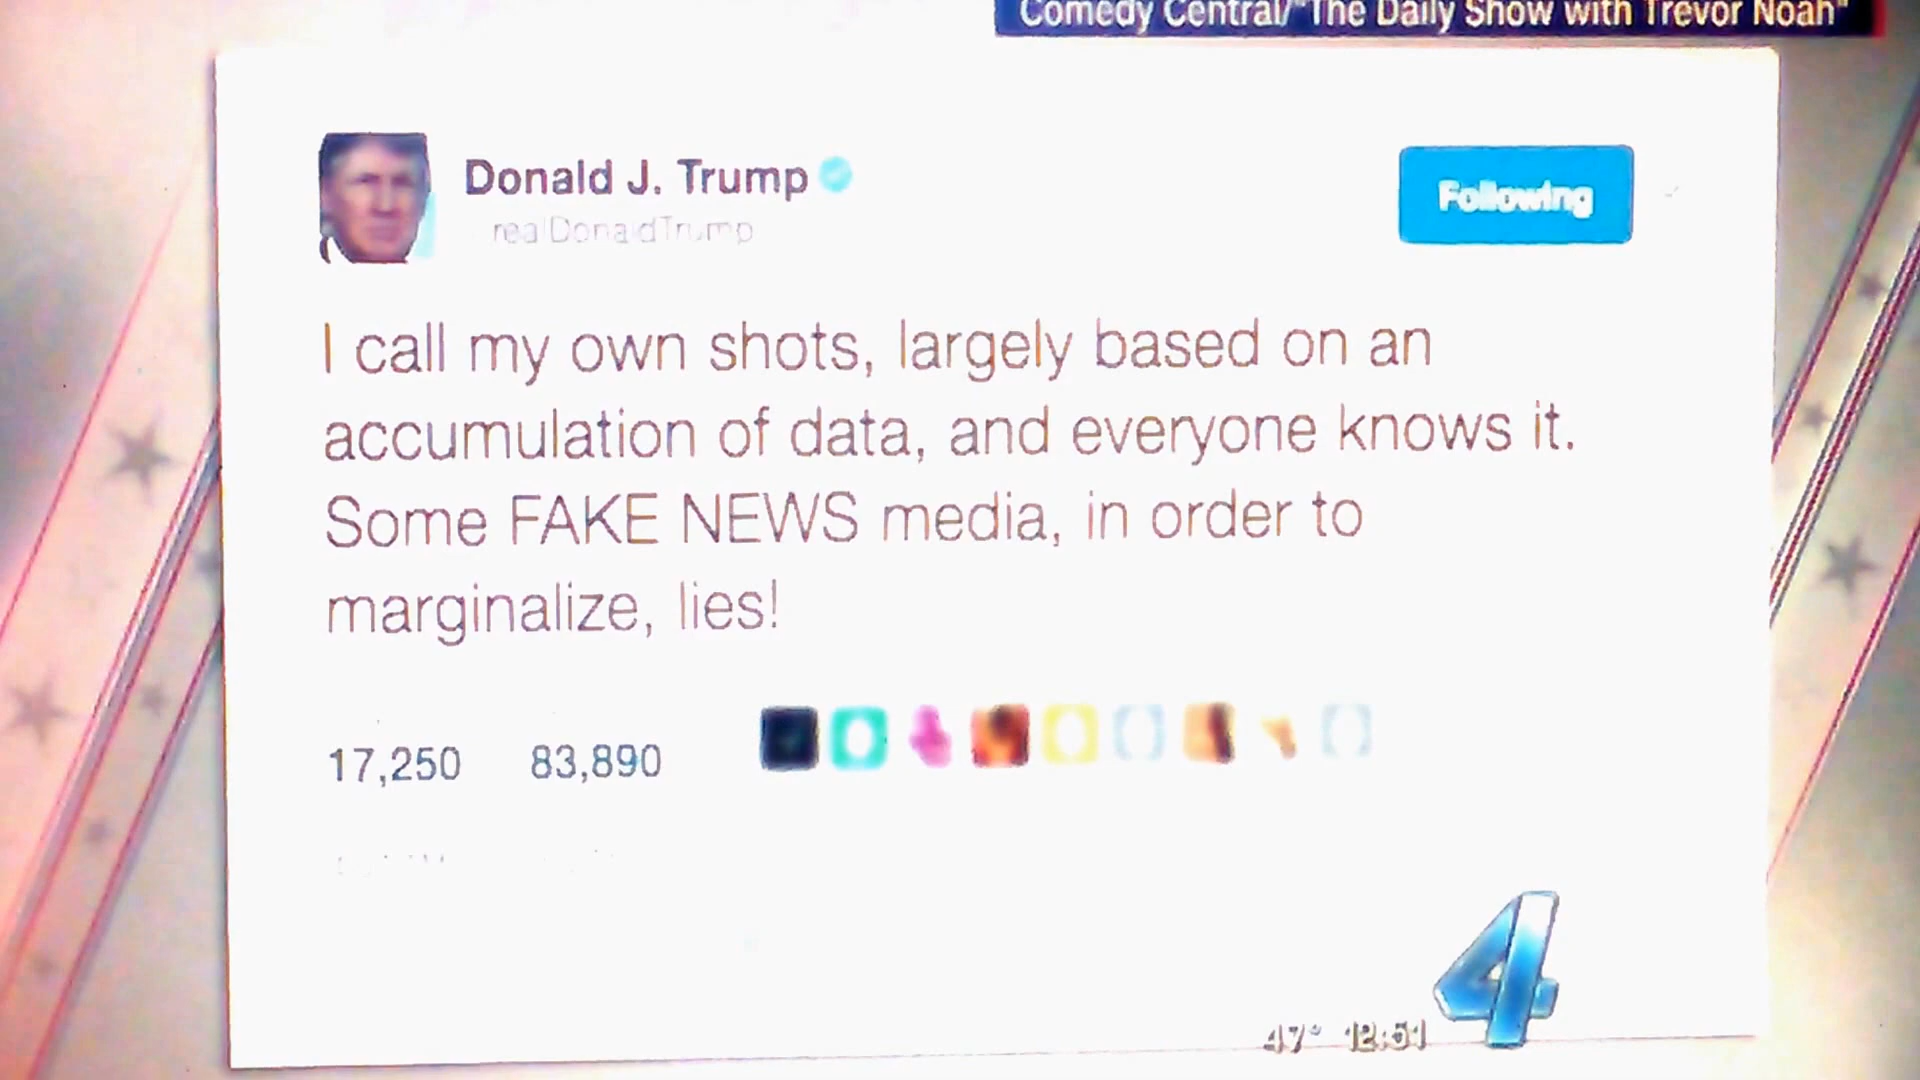 Comedy Central/"The Daily Show with Trevor Noah"
Donald J. Trump
realDonaldTrump
Following
I call my own shots, largely based on an
accumulation of data, and everyone knows it.
Some FAKE NEWS media, in order to
marginalize, lies!
17,250 83,890
4
47° 12:51